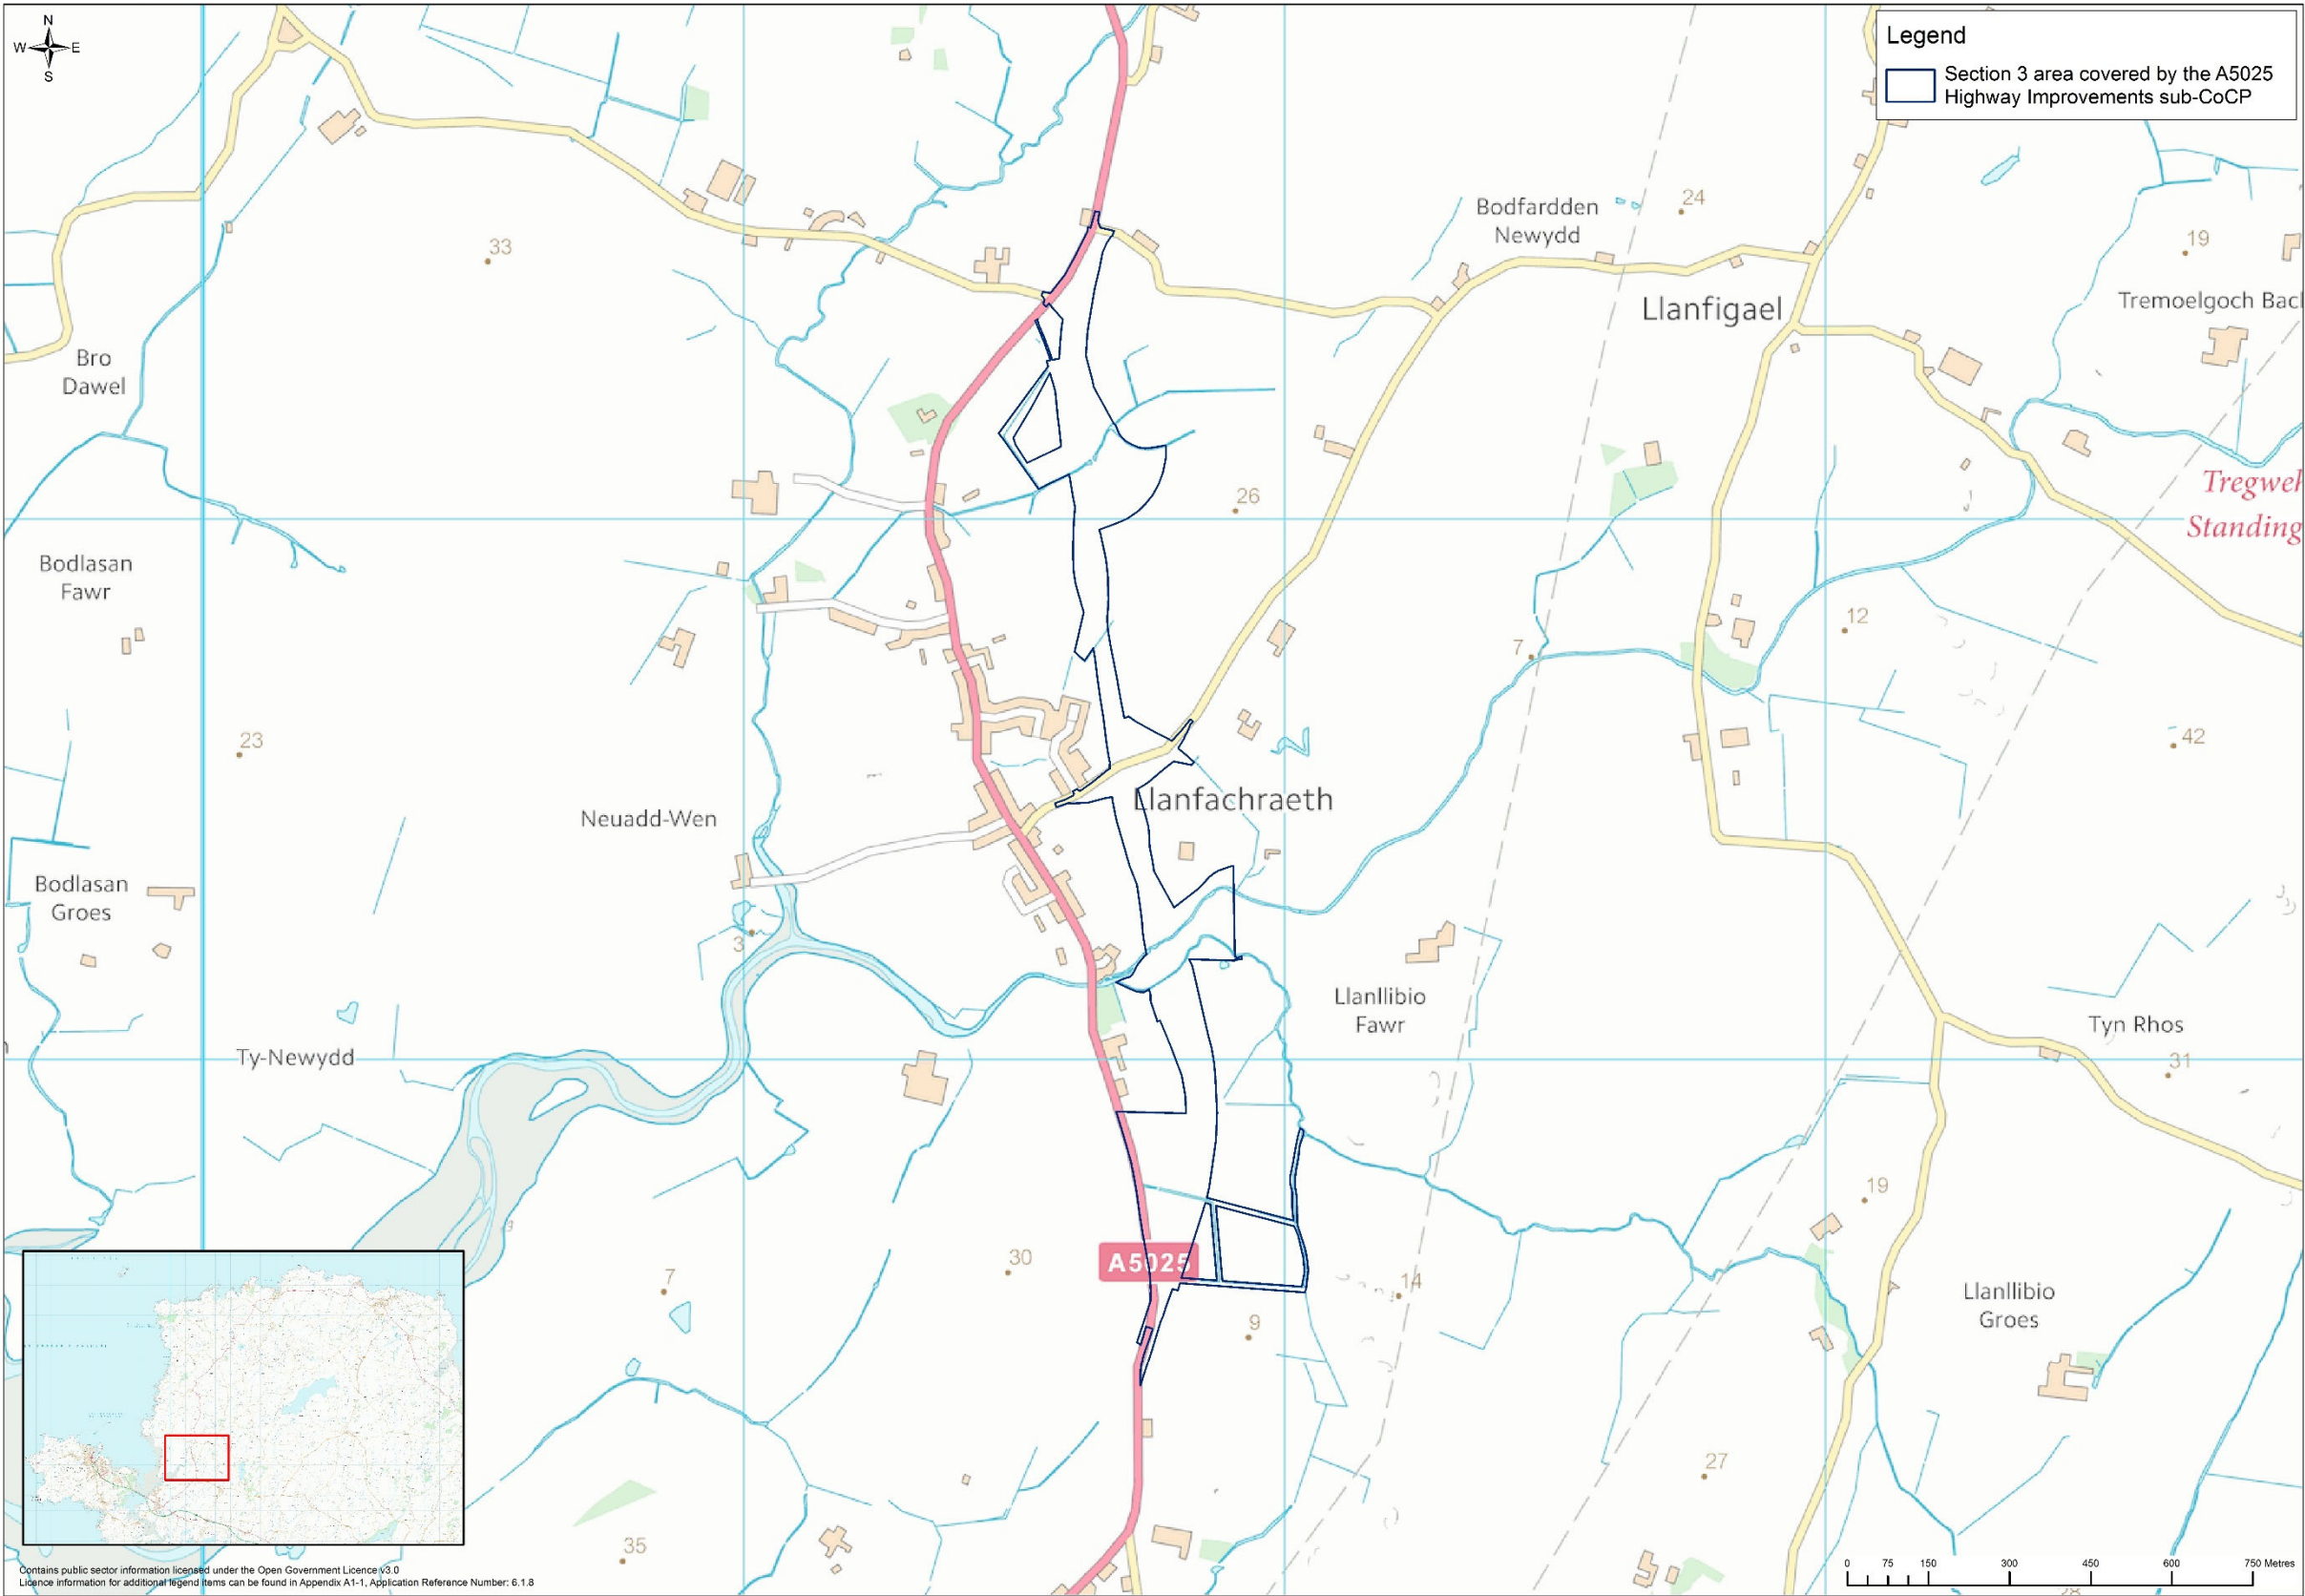 N
W E
S
Legend
Section 3 area covered by the A5025
Highway Improvements sub-CoCP
Bodfardden
Newydd
24
19
33
Llanfigael
Tremoelgoch Bac
Bro
Dawel
Tregwe
Standing
26
Bodlasan
Fawr
12
7
23
42
Llanfachraeth
Neuadd-Wen
Bodlasan
Groes
3
Llanllibio
Fawr
Tyn Rhos
Ty-Newydd
31
19
A5025
30
7
14
Llanllibio
Groes
9
27
35
0 75 150 300 450 600 750 Metres
28
Contains public sector information licensed under the Open Government Licence v3.0
Licence information for additional legend items can be found in Appendix A1-1, Application Reference Number: 6.1.8